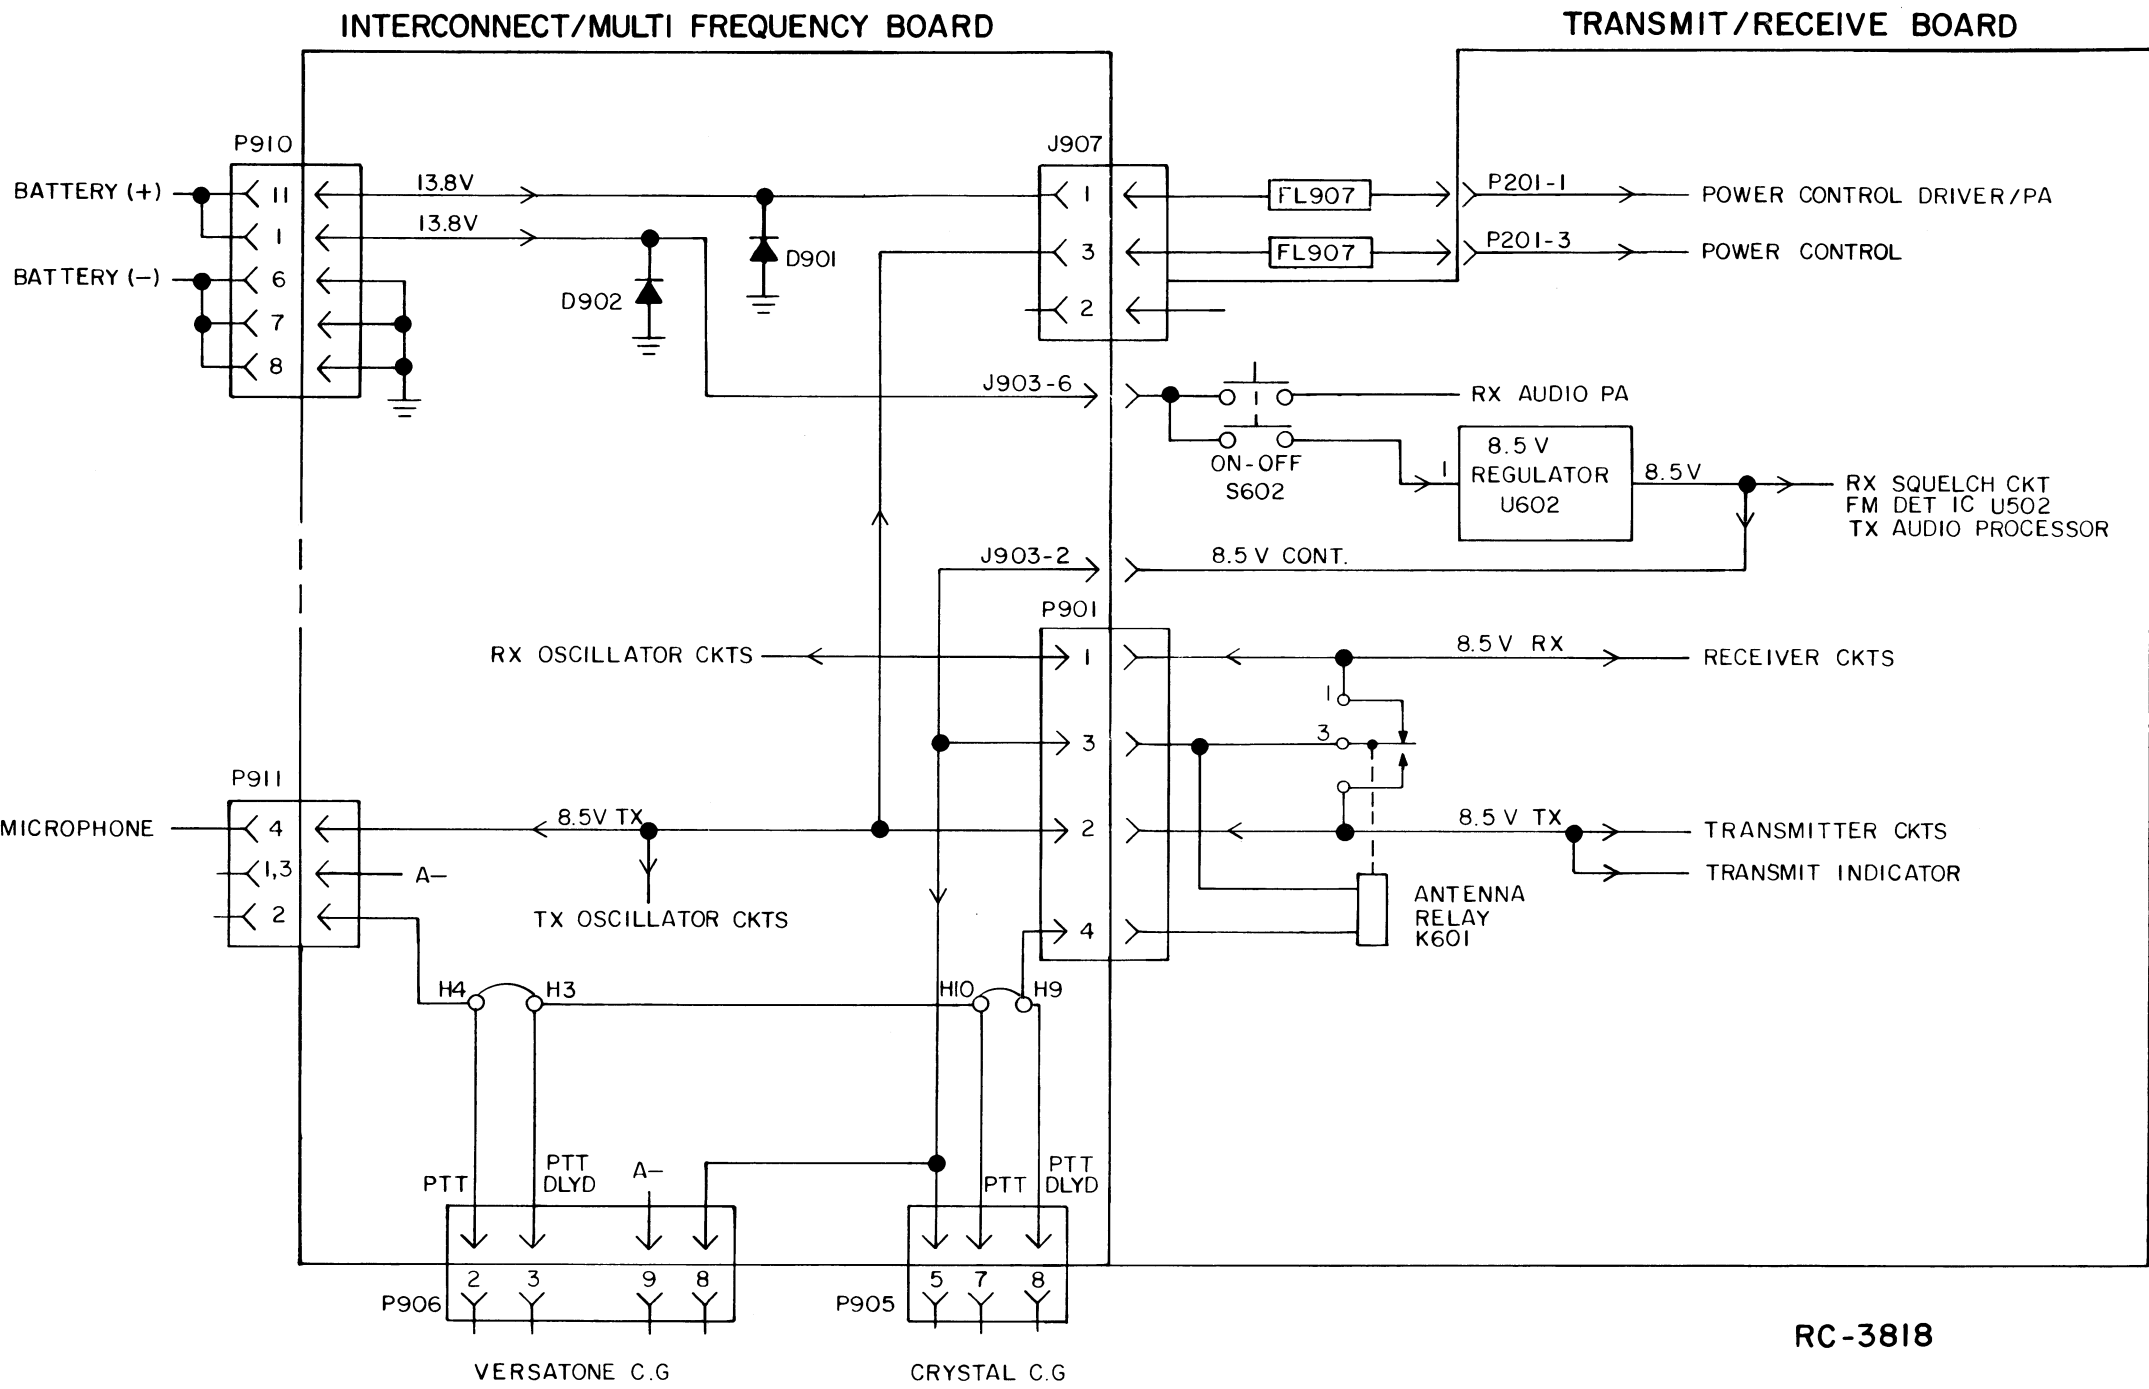 INTERCONNECT/MULTI FREQUENCY BOARD
TRANSMIT/RECEIVE BOARD
P910
J907
BATTERY (+)
11
13.8V
1
FL907
P201-1
POWER CONTROL DRIVER/PA
1
13.8V
D901
3
FL907
P201-3
POWER CONTROL
BATTERY (-)
6
D902
7
2
8
J903-6
RX AUDIO PA
ON-OFF
S602
1
8.5 V
REGULATOR
U602
8.5V
RX SQUELCH CKT
FM DET IC U502
TX AUDIO PROCESSOR
J903-2
8.5 V CONT.
P901
RX OSCILLATOR CKTS
1
8.5 V RX
RECEIVER CKTS
1
3
3
P911
MICROPHONE
4
8.5V TX
2
8.5 V TX
TRANSMITTER CKTS
1,3
A-
TRANSMIT INDICATOR
2
TX OSCILLATOR CKTS
4
ANTENNA
RELAY
K601
H4
H3
H10
H9
PTT
PTT
DLYD
A-
PTT
PTT
DLYD
P906
2
3
9
8
P905
5
7
8
VERSATONE C.G
CRYSTAL C.G
RC-3818